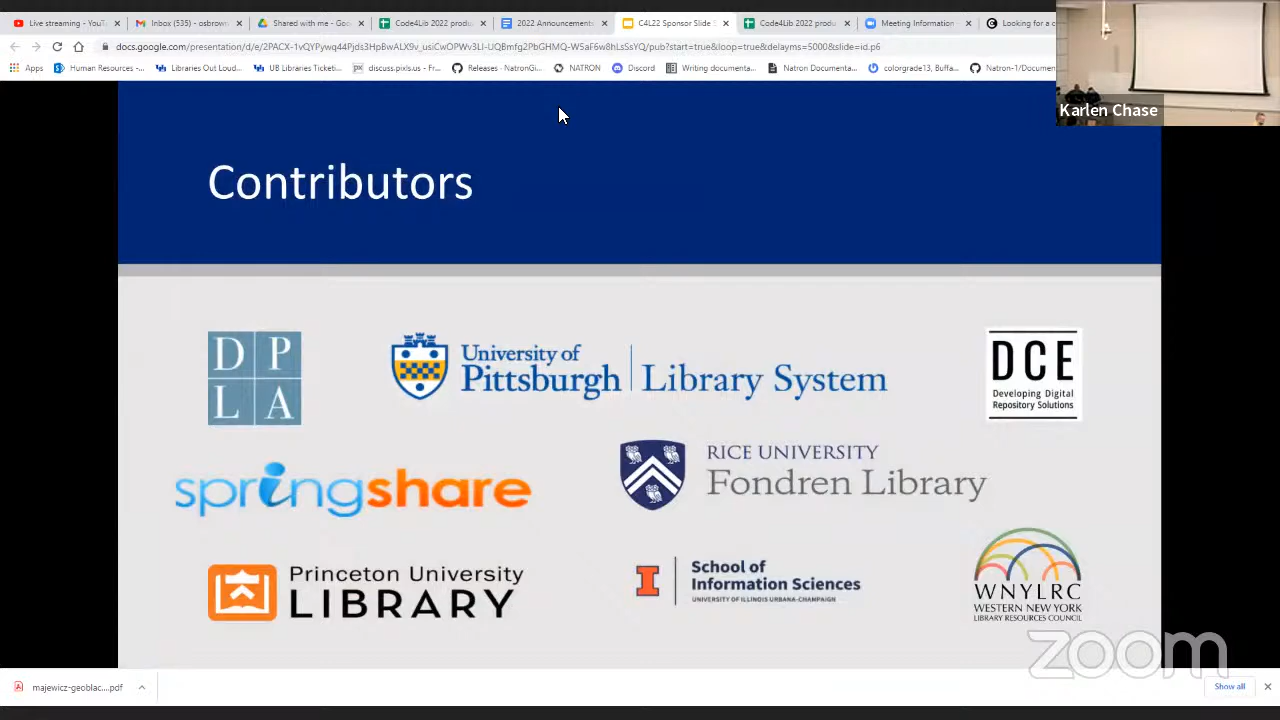 Live streaming - YouT
Inbox (535) - osbrown
Shared with me - Goo
Code4Lib 2022 produ
2022 Announcements
C4L22 Sponsor Slide S
Code4Lib 2022 produ
Meeting Information
Looking for a c
docs.google.com/presentation/d/e/2PACX-1vQYPywq44Pjdt3HpBwALX9v_usiCwOPWv3LI-UQBmfg2PbGHMQ-W5aF6w8hLsSsYQ/pub?start=true&loop=true&delayms=5000&slide=id.p6
Apps
Human Resources -...
Libraries Out Loud...
UB Libraries Ticketi...
discuss.pixls.us - Fr...
Releases · NatronGi...
NATRON
Discord
Writing documenta...
Natron Documenta...
colorgrade13, Buffa...
Natron-1/Documen
Karlen Chase
Contributors
D P
L A
University of
Pittsburgh
Library System
DCE
Developing Digital
Repository Solutions
springshare
RICE UNIVERSITY
Fondren Library
Princeton University
LIBRARY
I
School of
Information Sciences
UNIVERSITY OF ILLINOIS URBANA-CHAMPAIGN
WNYLRC
WESTERN NEW YORK
LIBRARY RESOURCES COUNCIL
zoom
majewicz-geoblac....pdf
Show all